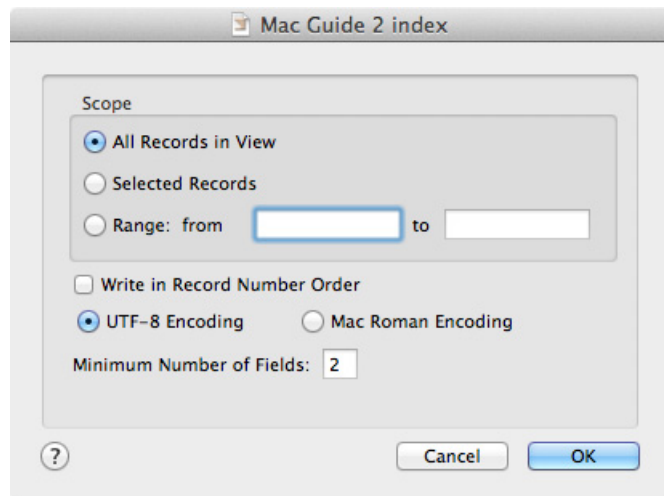 Mac Guide 2 index
Scope
All Records in View
Selected Records
Range: from to
Write in Record Number Order
UTF-8 Encoding Mac Roman Encoding
Minimum Number of Fields: 2
? Cancel OK